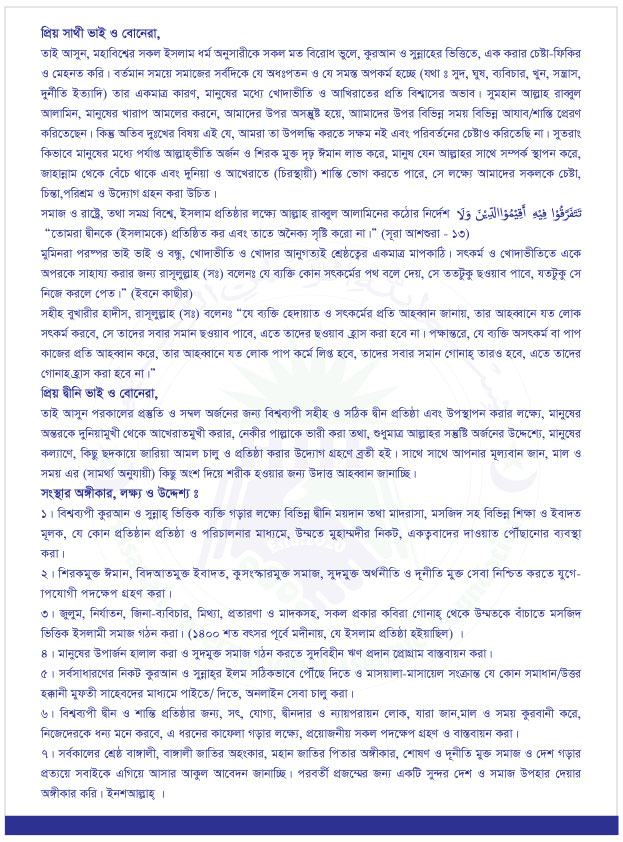 প্রিয় সাথী ভাই ও বোনেরা,
তাই আসুন, মহাবিশ্বের সকল ইসলাম ধর্ম অনুসারীকে সকল মত বিরোধ ভুলে, কুরআন ও সুন্নাহের ভিত্তিতে, এক করার চেষ্টা-ফিকির
ও মেহনত করি। বর্তমান সময়ে সমাজের সর্বদিকে যে অধঃপতন ও যে সমস্ত অপকর্ম হচ্ছে (যথা ঃ সুদ, ঘুষ, ব্যবিচার, খুন, সন্ত্রাস,
দুর্নীতি ইত্যাদি) তার একমাত্র কারণ, মানুষের মধ্যে খোদাভীতি ও আখিরাতের প্রতি বিশ্বাসের অভাব। সুমহান আল্লাহ রাব্বুল
আলামিন, মানুষের খারাপ আমলের করনে, আমাদের উপর অসন্তুষ্ট হয়ে, আামাদের উপর বিভিন্ন সময় বিভিন্ন আযাব/শাস্তি প্রেরণ
করিতেছেন। কিন্তু অতিব দুঃখের বিষয় এই যে, আমরা তা উপলদ্ধি করতে সক্ষম নই এবং পরিবর্তনের চেষ্টাও করিতেছি না। সুতরাং
কিভাবে মানুষের মধ্যে পর্যাপ্ত আল্লাহ্‌ভীতি অর্জন ও শিরক মুক্ত দৃঢ় ঈমান লাভ করে, মানুষ যেন আল্লাহর সাথে সম্পর্ক স্থাপন করে,
জাহান্নাম থেকে বেঁচে থাকে এবং দুনিয়া ও আখেরাতে (চিরস্থায়ী) শান্তি ভোগ করতে পারে, সে লক্ষ্যে আমাদের সকলকে চেষ্টা,
চিন্তা,পরিশ্রম ও উদ্যোগ গ্রহন করা উচিত।
সমাজ ও রাষ্ট্রে, তথা সমগ্র বিশ্বে, ইসলাম প্রতিষ্ঠার লক্ষ্যে আল্লাহ রাব্বুল আলামিনের কঠোর নির্দেশ تَتَفَرَّقُوْا فِيْهِ أَقِيْمُوْاالدِّيْنَ وَلَا
“তোমরা দ্বীনকে (ইসলামকে) প্রতিষ্ঠিত কর এবং তাতে অনৈক্য সৃষ্টি করো না।” (সূরা আশশুরা - ১৩)
মুমিনরা পরষ্পর ভাই ভাই ও বন্ধু, খোদাভীতি ও খোদার আনুগত্যই শ্রেষ্ঠত্বের একমাত্র মাপকাঠি। সৎকর্ম ও খোদাভীতিতে একে
অপরকে সাহায্য করার জন্য রাসূলুল্লাহ (সঃ) বলেনঃ যে ব্যক্তি কোন সৎকর্মের পথ বলে দেয়, সে ততটুকু ছওয়াব পাবে, যতটুকু সে
নিজে করলে পেত।” (ইবনে কাছীর)
সহীহ বুখারীর হাদীস, রাসূলুল্লাহ (সঃ) বলেনঃ “যে ব্যক্তি হেদায়াত ও সৎকর্মের প্রতি আহব্বান জানায়, তার আহব্বানে যত লোক
সৎকর্ম করবে, সে তাদের সবার সমান ছওয়াব পাবে, এতে তাদের ছওয়াব হ্রাস করা হবে না। পক্ষান্তরে, যে ব্যক্তি অসৎকর্ম বা পাপ
কাজের প্রতি আহব্বান করে, তার আহব্বানে যত লোক পাপ কর্মে লিপ্ত হবে, তাদের সবার সমান গোনাহ্‌ তারও হবে, এতে তাদের
গোনাহ হ্রাস করা হবে না।”
প্রিয় দ্বীনি ভাই ও বোনেরা,
তাই আসুন পরকালের প্রস্তুতি ও সম্বল অর্জনের জন্য বিশ্বব্যপী সহীহ ও সঠিক দ্বীন প্রতিষ্ঠা এবং উপস্থাপন করার লক্ষ্যে, মানুষের
অন্তরকে দুনিয়ামুখী থেকে আখেরাতমুখী করার, নেকীর পাল্লাকে ভারী করা তথা, শুধুমাত্র আল্লাহর সন্তুষ্টি অর্জনের উদ্দেশ্যে, মানুষের
কল্যাণে, কিছু ছদকায়ে জারিয়া আমল চালু ও প্রতিষ্ঠা করার উদ্যোগ গ্রহণে ব্রতী হই। সাথে সাথে আপনার মূল্যবান জান, মাল ও
সময় এর (সামর্থ্য অনুযায়ী) কিছু অংশ দিয়ে শরীক হওয়ার জন্য উদাত্ত আহব্বান জানাচ্ছি।
সংস্থার অঙ্গীকার, লক্ষ্য ও উদ্দেশ্য ঃ
১। বিশ্বব্যপী কুরআন ও সুন্নাহ্‌ ভিত্তিক ব্যক্তি গড়ার লক্ষ্যে বিভিন্ন দ্বীনি ময়দান তথা মাদরাসা, মসজিদ সহ বিভিন্ন শিক্ষা ও ইবাদত
মূলক, যে কোন প্রতিষ্ঠান প্রতিষ্ঠা ও পরিচালনার মাধ্যমে, উম্মতে মুহাম্মদীর নিকট, একত্ববাদের দাওয়াত পৌঁছানোর ব্যবস্থা
করা।
২। শিরকমুক্ত ঈমান, বিদআতমুক্ত ইবাদত, কুসংস্কারমুক্ত সমাজ, সুদমুক্ত অর্থনীতি ও দূর্নীতি মুক্ত সেবা নিশ্চিত করতে যুগে-
াপযোগী পদক্ষেপ গ্রহণ করা।
৩। জুলুম, নির্যাতন, জিনা-ব্যবিচার, মিথ্যা, প্রতারণা ও মাদকসহ, সকল প্রকার কবিরা গোনাহ্‌ থেকে উম্মতকে বাঁচাতে মসজিদ
ভিত্তিক ইসলামী সমাজ গঠন করা। (১৪০০ শত বৎসর পূর্বে মদীনায়, যে ইসলাম প্রতিষ্ঠা হইয়াছিল) ।
৪। মানুষের উপার্জন হালাল করা ও সুদমুক্ত সমাজ গঠন করতে সুদবিহীন ঋণ প্রদান প্রোগ্রাম বাস্তবায়ন করা।
৫। সর্বসাধারণের নিকট কুরআন ও সুন্নাহ্‌র ইলম সঠিকভাবে পৌঁছে দিতে ও মাসয়ালা-মাসায়েল সংক্রান্ত যে কোন সমাধান/উত্তর
হক্কানী মুফতী সাহেবদের মাধ্যমে পাইতে/ দিতে, অনলাইন সেবা চালু করা।
৬। বিশ্বব্যপী দ্বীন ও শান্তি প্রতিষ্ঠার জন্য, সৎ, যোগ্য, দ্বীনদার ও ন্যায়পরায়ন লোক, যারা জান,মাল ও সময় কুরবানী করে,
নিজেদেরকে ধন্য মনে করবে, এ ধরনের কাফেলা গড়ার লক্ষ্যে, প্রয়োজনীয় সকল পদক্ষেপ গ্রহণ ও বাস্তবায়ন করা।
৭। সর্বকালের শ্রেষ্ঠ বাঙ্গালী, বাঙ্গালী জাতির অহংকার, মহান জাতির পিতার অঙ্গীকার, শোষণ ও দূনীতি মুক্ত সমাজ ও দেশ গড়ার
প্রত্যয়ে সবাইকে এগিয়ে আসার আকুল আবেদন জানাচ্ছি। পরবর্তী প্রজম্মের জন্য একটি সুন্দর দেশ ও সমাজ উপহার দেয়ার
অঙ্গীকার করি। ইনশআল্লাহ্‌ ।